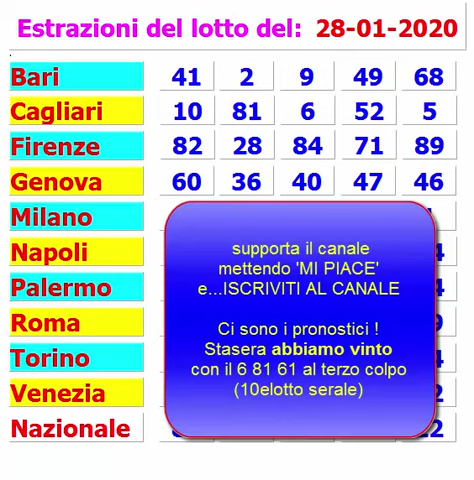 Estrazioni del lotto del: 28-01-2020
Bari 41 2 9 49 68
Cagliari 10 81 6 52 5
Firenze 82 28 84 71 89
Genova 60 36 40 47 46
Milano
Napoli
Palermo
Roma
Torino
Venezia
Nazionale
supporta il canale
mettendo 'MI PIACE'
e...ISCRIVITI AL CANALE
Ci sono i pronostici !
Stasera abbiamo vinto
con il 6 81 61 al terzo colpo
(10elotto serale)